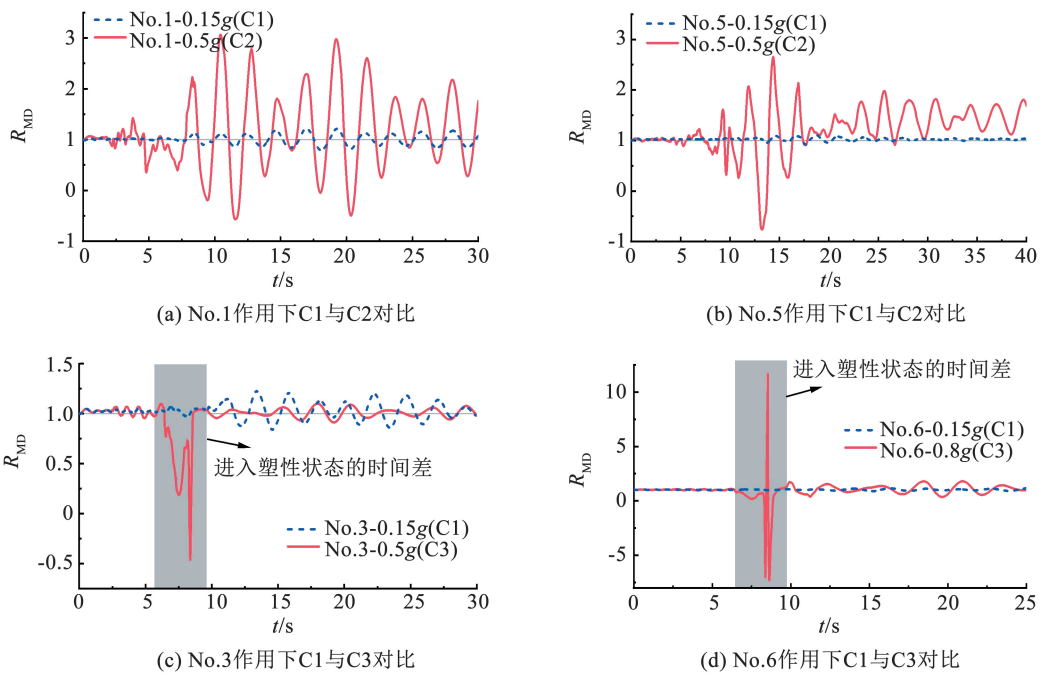 No.1-0.15g(C1)
No.1-0.5g(C2)
3
2
1
0
-1
R_MD
0 5 10 15 20 25 30
t/s
(a) No.1作用下C1与C2对比
No.5-0.15g(C1)
No.5-0.5g(C2)
3
2
1
0
-1
R_MD
0 5 10 15 20 25 30 35 40
t/s
(b) No.5作用下C1与C2对比
1.5
1.0
0.5
0
-0.5
R_MD
进入塑性状态的时间差
No.3-0.15g(C1)
No.3-0.5g(C3)
0 5 10 15 20 25 30
t/s
(c) No.3作用下C1与C3对比
进入塑性状态的时间差
10
5
0
-5
R_MD
No.6-0.15g(C1)
No.6-0.8g(C3)
0 5 10 15 20 25
t/s
(d) No.6作用下C1与C3对比